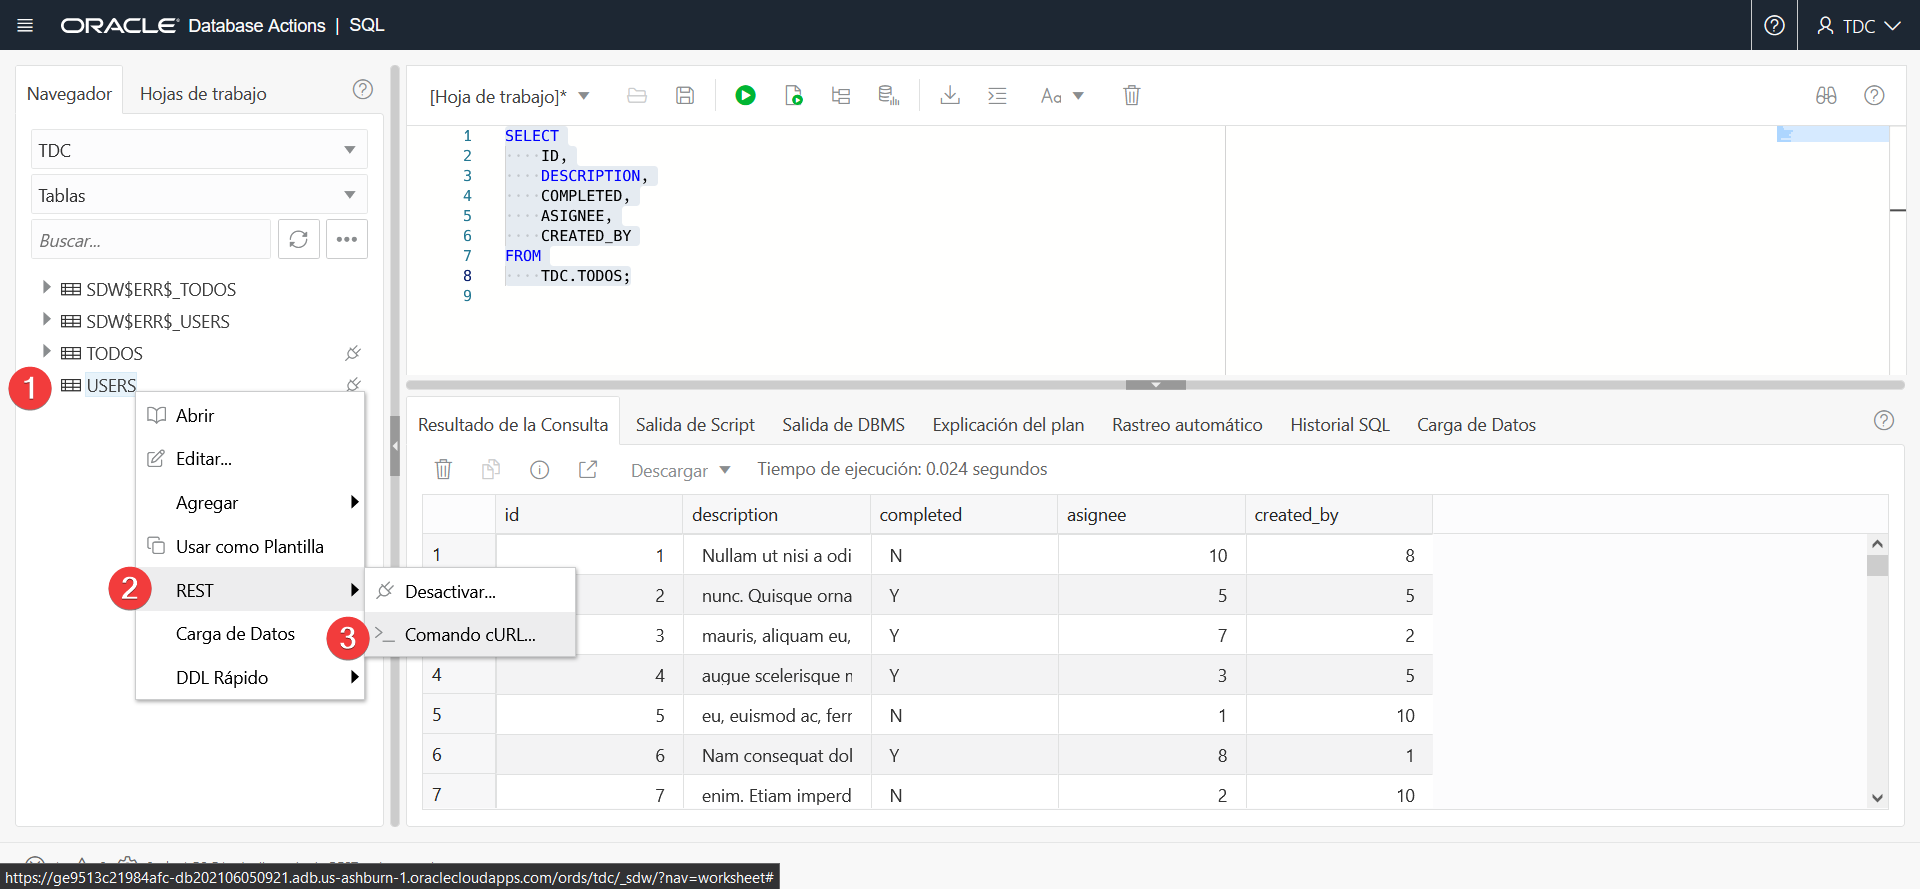 ORACLE Database Actions | SQL
TDC
Navegador
Hojas de trabajo
TDC
Tablas
Buscar...
SDW$ERR$_TODOS
SDW$ERR$_USERS
TODOS
1
USERS
Abrir
Editar...
Agregar
Usar como Plantilla
2
REST
Carga de Datos
DDL Rápido
Desactivar...
3
>_ Comando cURL...
[Hoja de trabajo]*
Aa
1 SELECT
2 ····ID,
3 ····DESCRIPTION,
4 ····COMPLETED,
5 ····ASIGNEE,
6 ····CREATED_BY
7 FROM
8 ····TDC.TODOS;
9
Resultado de la Consulta
Salida de Script
Salida de DBMS
Explicación del plan
Rastreo automático
Historial SQL
Carga de Datos
Descargar
Tiempo de ejecución: 0.024 segundos
id description completed asignee created_by
1 1 Nullam ut nisi a odi N 10 8
2 nunc. Quisque orna Y 5 5
3 mauris, aliquam eu, Y 7 2
4 4 augue scelerisque Y 3 5
5 5 eu, euismod ac, N 1 10
6 6 Nam consequat dol Y 8 1
7 7 enim. Etiam imperd N 2 10
https://ge9513c21984afc-db202106050921.adb.us-ashburn-1.oraclecloudapps.com/ords/tdc/_sdw/?nav=worksheet#